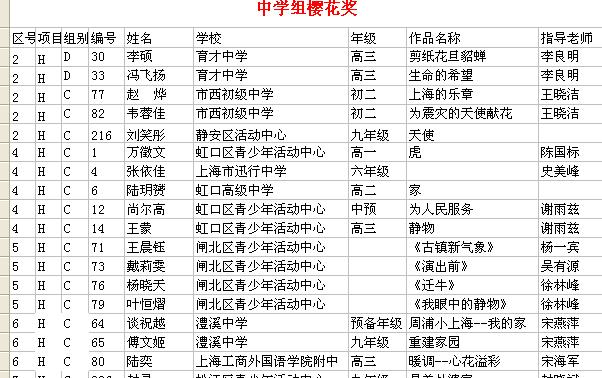 中学组樱花奖
区号 项目 组别 编号 姓名 学校 年级 作品名称 指导老师
2 H D 30 李硕 育才中学 高三 剪纸花旦貂蝉 李良明
2 H D 33 冯飞扬 育才中学 高三 生命的希望 李良明
2 H C 77 赵 烨 市西初级中学 初二 上海的乐章 王晓洁
2 H C 82 韦蓉佳 市西初级中学 初二 为震灾的天使献花 王晓洁
2 H C 216 刘笑彤 静安区活动中心 九年级 天使
4 H C 1 万徽文 虹口区青少年活动中心 高一 虎 陈国标
4 H C 4 张依佳 上海市迅行中学 六年级 史美峰
4 H C 6 陆玥赟 虹口高级中学 高二 家
4 H C 12 尚尔高 虹口区青少年活动中心 中预 为人民服务 谢雨兹
4 H C 14 王蒙 虹口区青少年活动中心 高三 静物 谢雨兹
5 H C 71 王晨钰 闸北区青少年活动中心 《古镇新气象》 杨一宾
5 H C 73 戴莉雯 闸北区青少年活动中心 《演出前》 吴有源
5 H C 76 杨晓天 闸北区青少年活动中心 《迁牛》 徐林峰
5 H C 79 叶恒熠 闸北区青少年活动中心 《我眼中的静物》 徐林峰
6 H C 64 谈祝越 澧溪中学 预备年级 周浦小上海--我的家 宋燕萍
6 H C 65 傅文姬 澧溪中学 九年级 重建家园 宋燕萍
6 H C 80 陆奕 上海工商外国语学院附中 高三 暖调--心花溢彩 宋海军